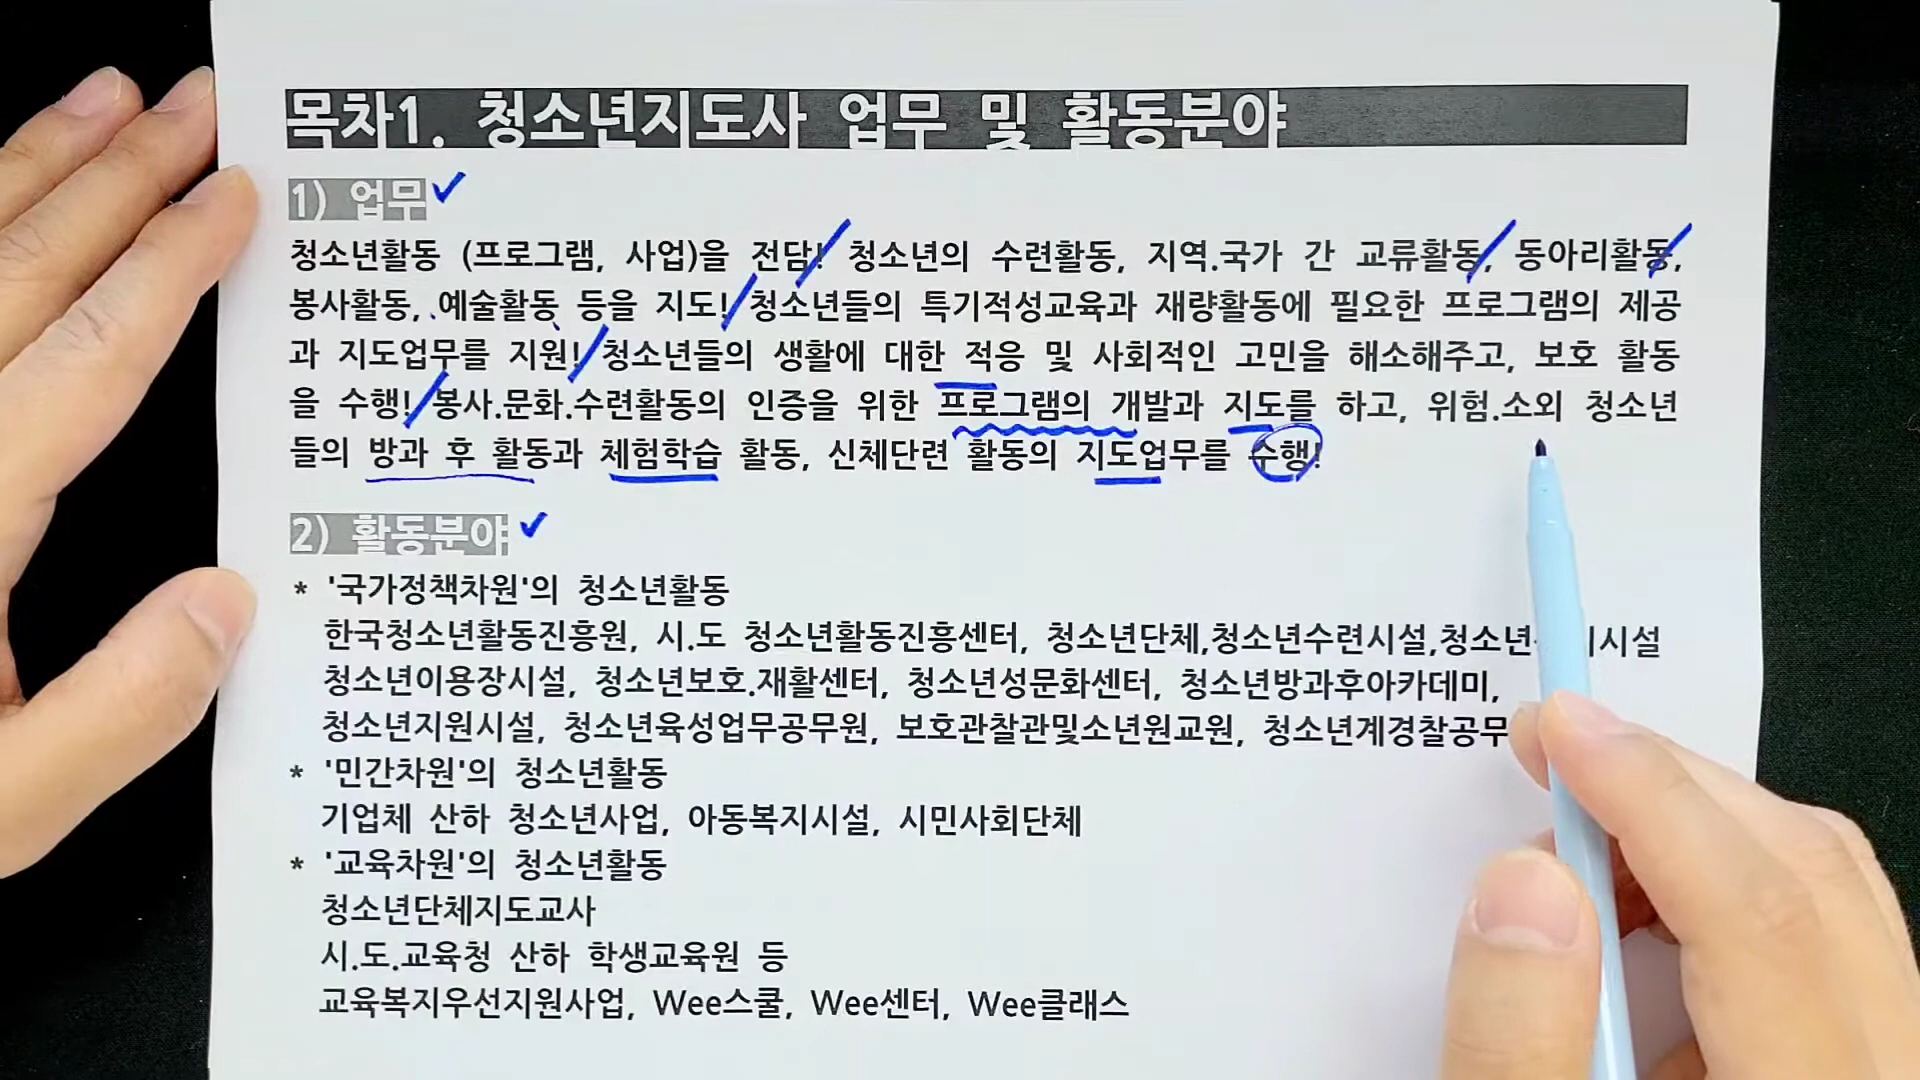 목차1. 청소년지도사 업무 및 활동분야
1) 업무
청소년활동 (프로그램, 사업)을 전담! 청소년의 수련활동, 지역.국가 간 교류활동, 동아리활동,
봉사활동, 예술활동 등을 지도! 청소년들의 특기적성교육과 재량활동에 필요한 프로그램의 제공
과 지도업무를 지원! 청소년들의 생활에 대한 적응 및 사회적인 고민을 해소해주고, 보호 활동
을 수행! 봉사.문화.수련활동의 인증을 위한 프로그램의 개발과 지도를 하고, 위험.소외 청소년
들의 방과 후 활동과 체험학습 활동, 신체단련 활동의 지도업무를 수행!
2) 활동분야
* '국가정책차원'의 청소년활동
한국청소년활동진흥원, 시.도 청소년활동진흥센터, 청소년단체,청소년수련시설,청소년 시설
청소년이용장시설, 청소년보호.재활센터, 청소년성문화센터, 청소년방과후아카데미,
청소년지원시설, 청소년육성업무공무원, 보호관찰관및소년원교원, 청소년계경찰공무
* '민간차원'의 청소년활동
기업체 산하 청소년사업, 아동복지시설, 시민사회단체
* '교육차원'의 청소년활동
청소년단체지도교사
시.도.교육청 산하 학생교육원 등
교육복지우선지원사업, Wee스쿨, Wee센터, Wee클래스